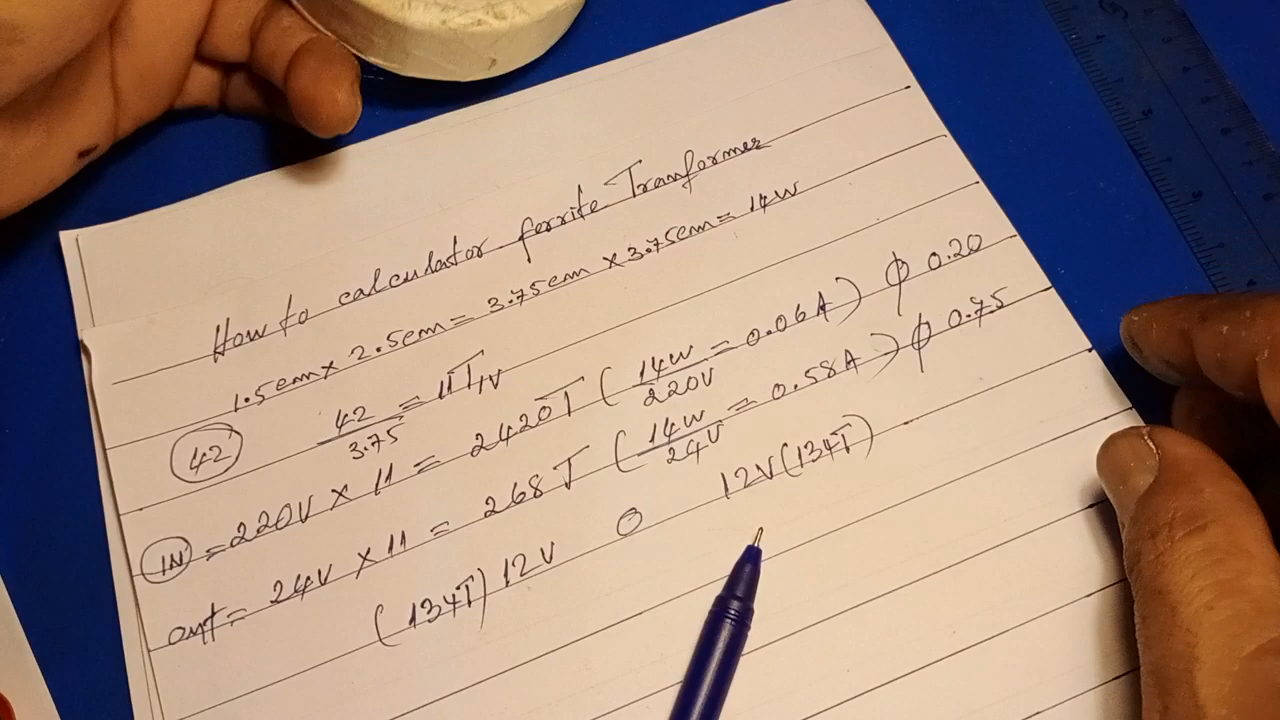 How to calculator ferrite Tranformer
1.5cm x 2.5cm = 3.75cm x 3.75cm = 14w
42 42/3.75 = 11T/1V
IN = 220V x 11 = 2420T (14w/220V = 0.06A) ϕ 0.20
out = 24V x 11 = 268T (14w/24V = 0.58A) ϕ 0.75
(134T) 12V 0 12V (134T)